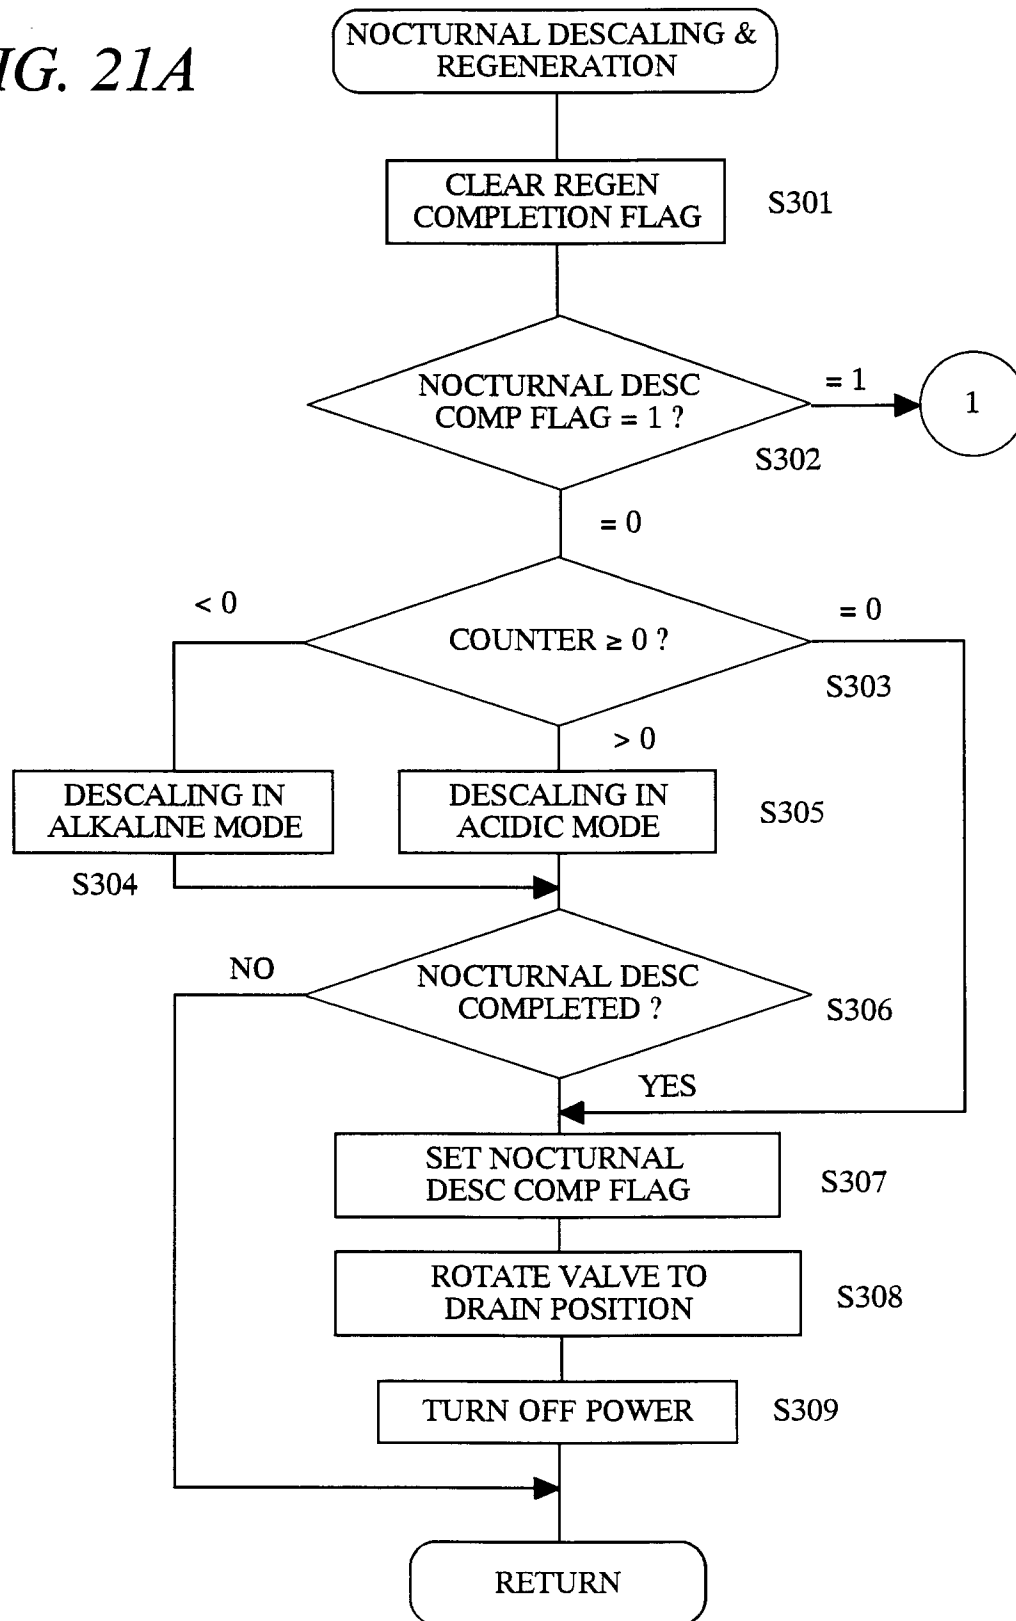 IG. 21A
NOCTURNAL DESCALING &
REGENERATION
CLEAR REGEN
COMPLETION FLAG
S301
NOCTURNAL DESC
COMP FLAG = 1 ?
= 1
1
S302
= 0
< 0
COUNTER ≥ 0 ?
= 0
S303
> 0
DESCALING IN
ALKALINE MODE
DESCALING IN
ACIDIC MODE
S305
S304
NO
NOCTURNAL DESC
COMPLETED ?
S306
YES
SET NOCTURNAL
DESC COMP FLAG
S307
ROTATE VALVE TO
DRAIN POSITION
S308
TURN OFF POWER
S309
RETURN